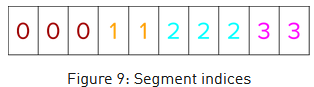 0 0 0 1 1 2 2 2 3 3
Figure 9: Segment indices